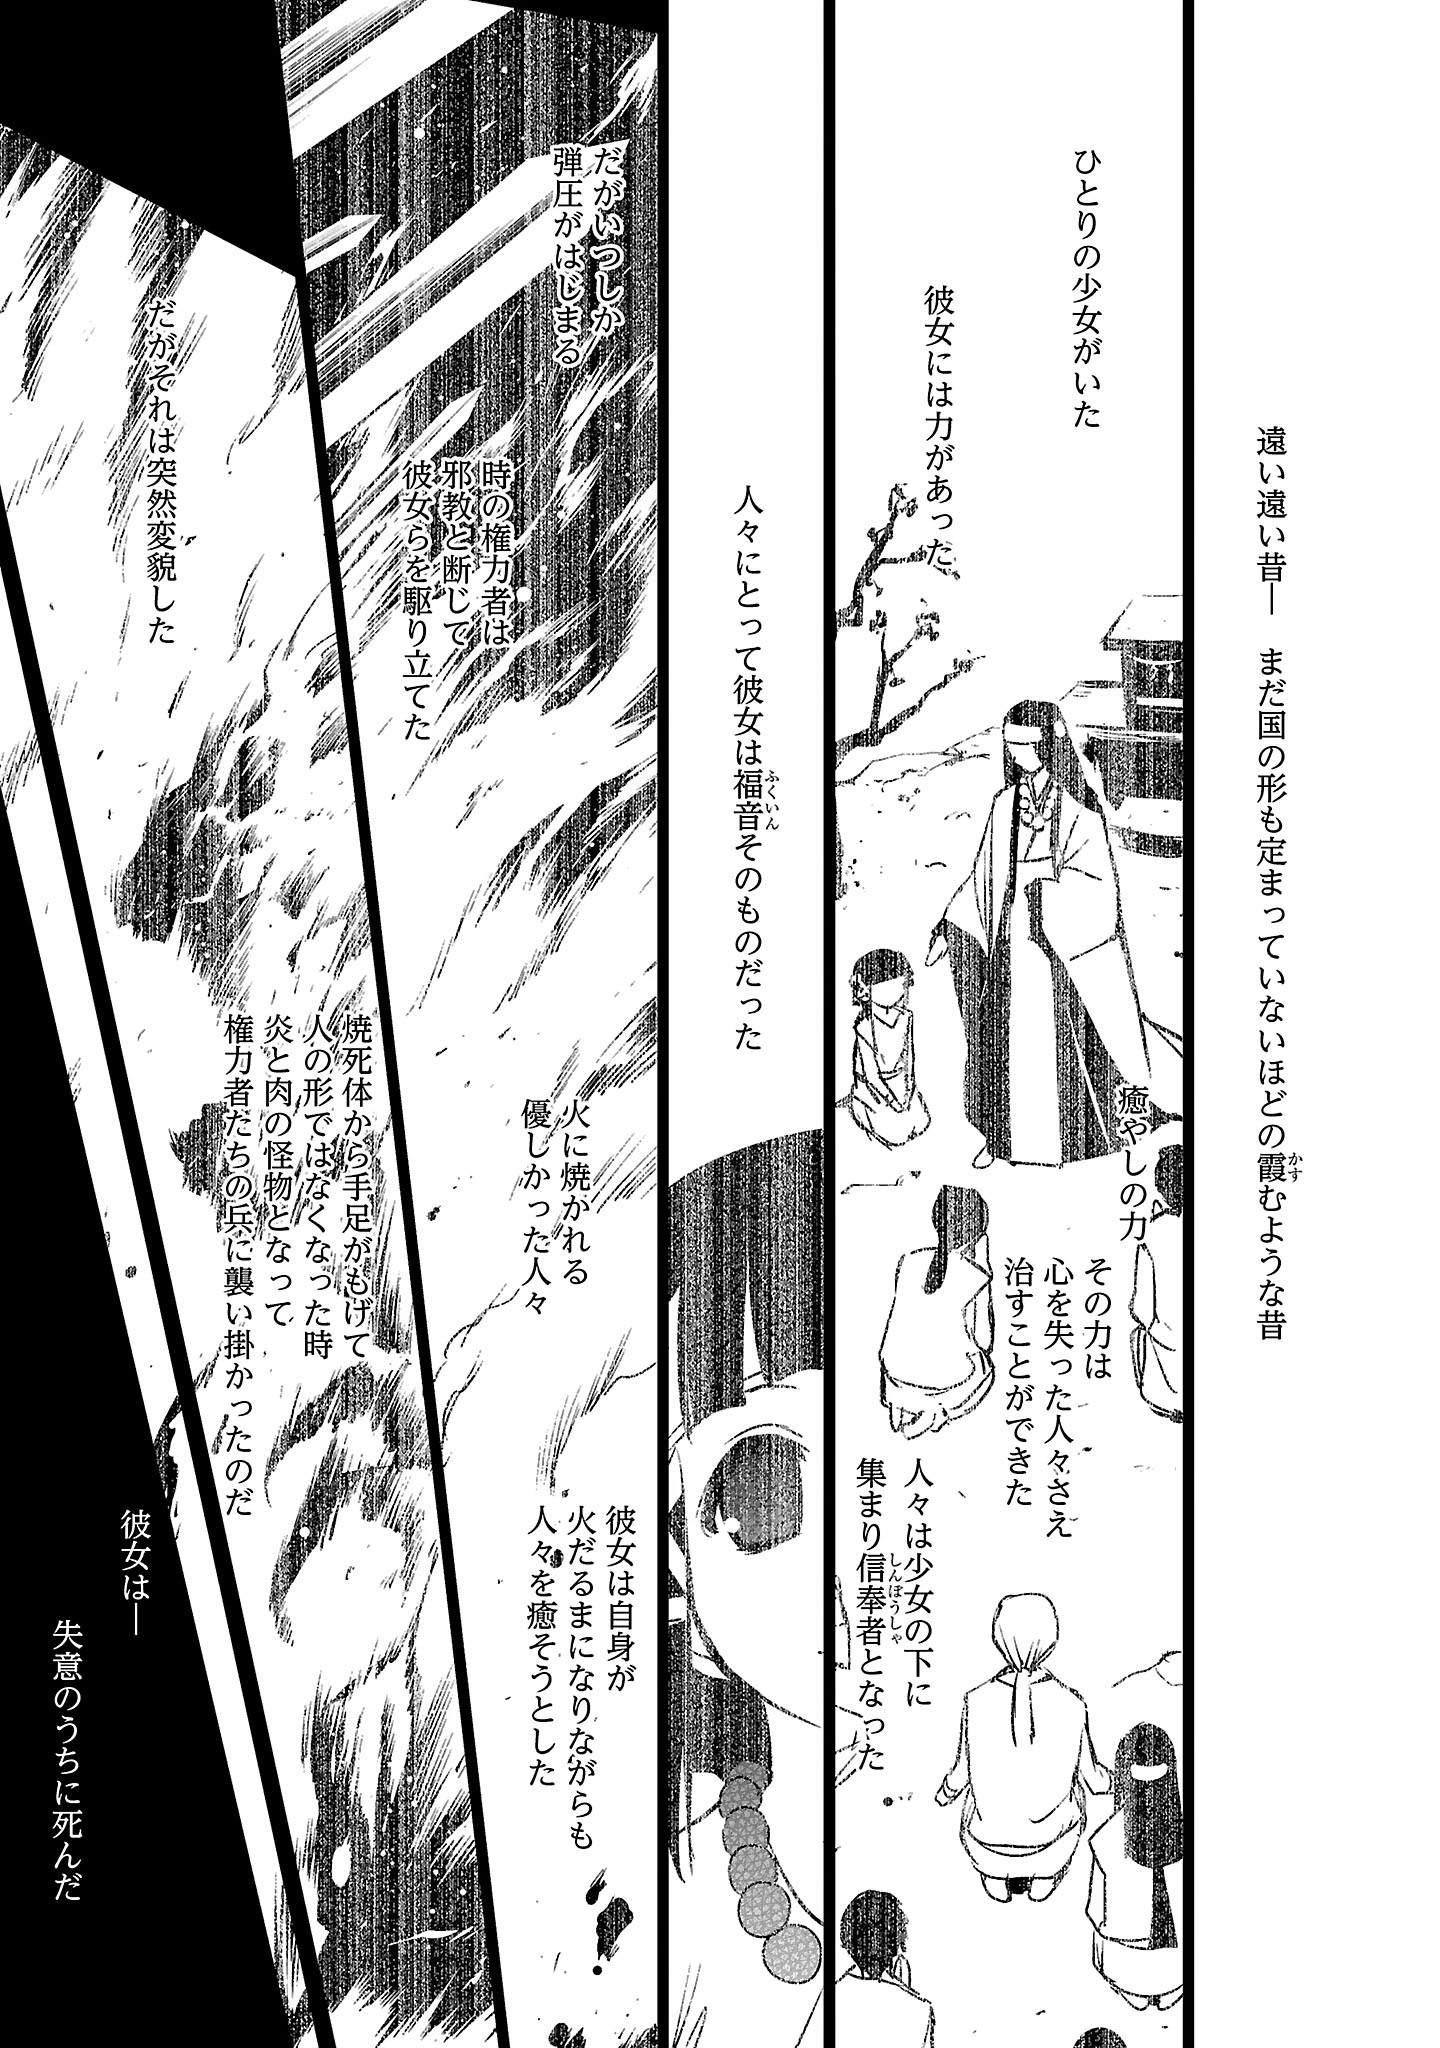 遠い遠い昔― まだ国の形も定まっていないほどの霞むような昔
かす
ひとりの少女がいた
彼女には力があった
癒やしの力
その力は
心を失った人々さえ
治すことができた
人々は少女の下に
集まり信奉者となった
しんぽうしゃ
人々にとって彼女は福音そのものだった
ふくいん
だがいつしか
弾圧がはじまる
時の権力者は
邪教と断じて
彼女らを駆り立てた
火に焼かれる
優しかった人々
彼女は自身が
火だるまになりながらも
人々を癒そうとした
だがそれは突然変貌した
焼死体から手足がもげて
人の形ではなくなった時
炎と肉の怪物となって
権力者たちの兵に襲い掛かったのだ
彼女は―
失意のうちに死んだ